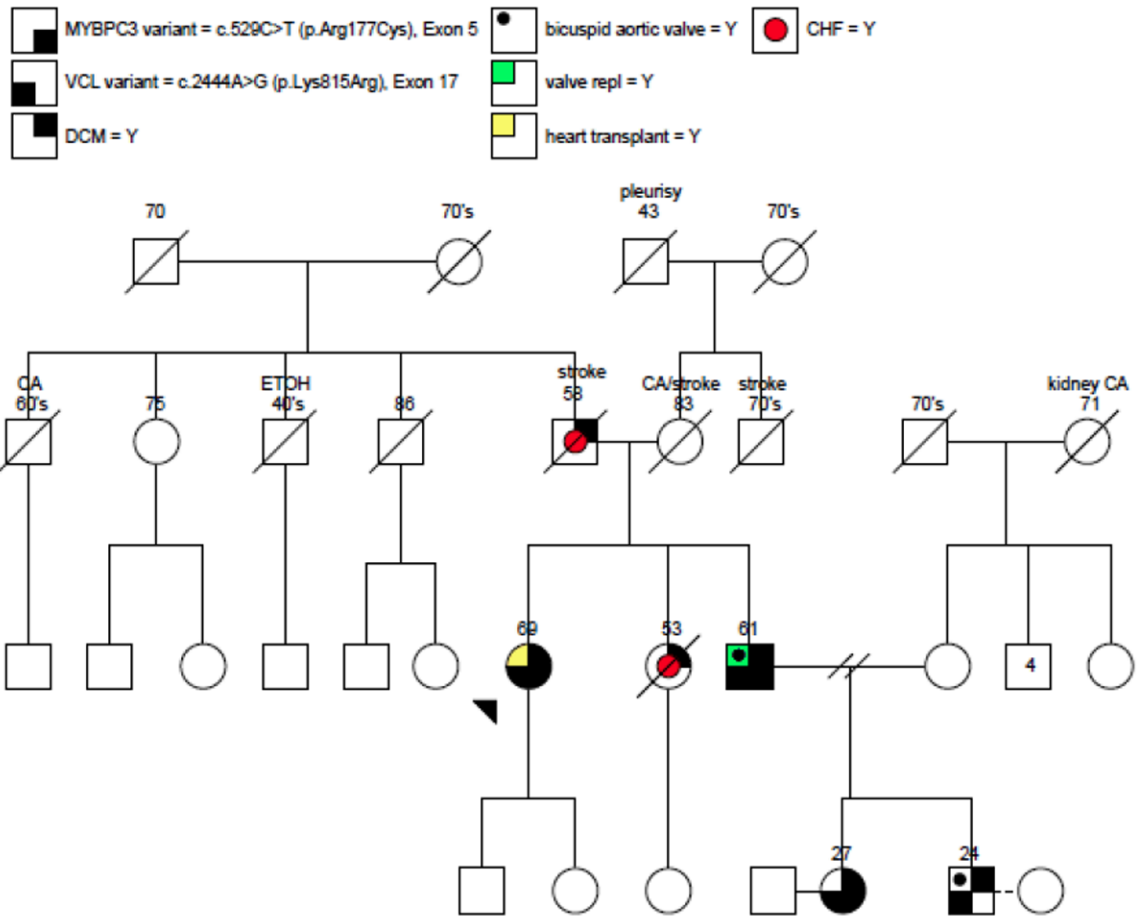 MYBPC3 variant = c.529C>T (p.Arg177Cys), Exon 5
bicuspid aortic valve = Y
CHF = Y
VCL variant = c.2444A>G (p.Lys815Arg), Exon 17
valve repl = Y
DCM = Y
heart transplant = Y
pleurisy
70
70's
43
70's
CA
60's
75
ETOH
40's
86
stroke
58
CA/stroke
83
stroke
70's
70's
kidney CA
71
69
53
61
4
27
24